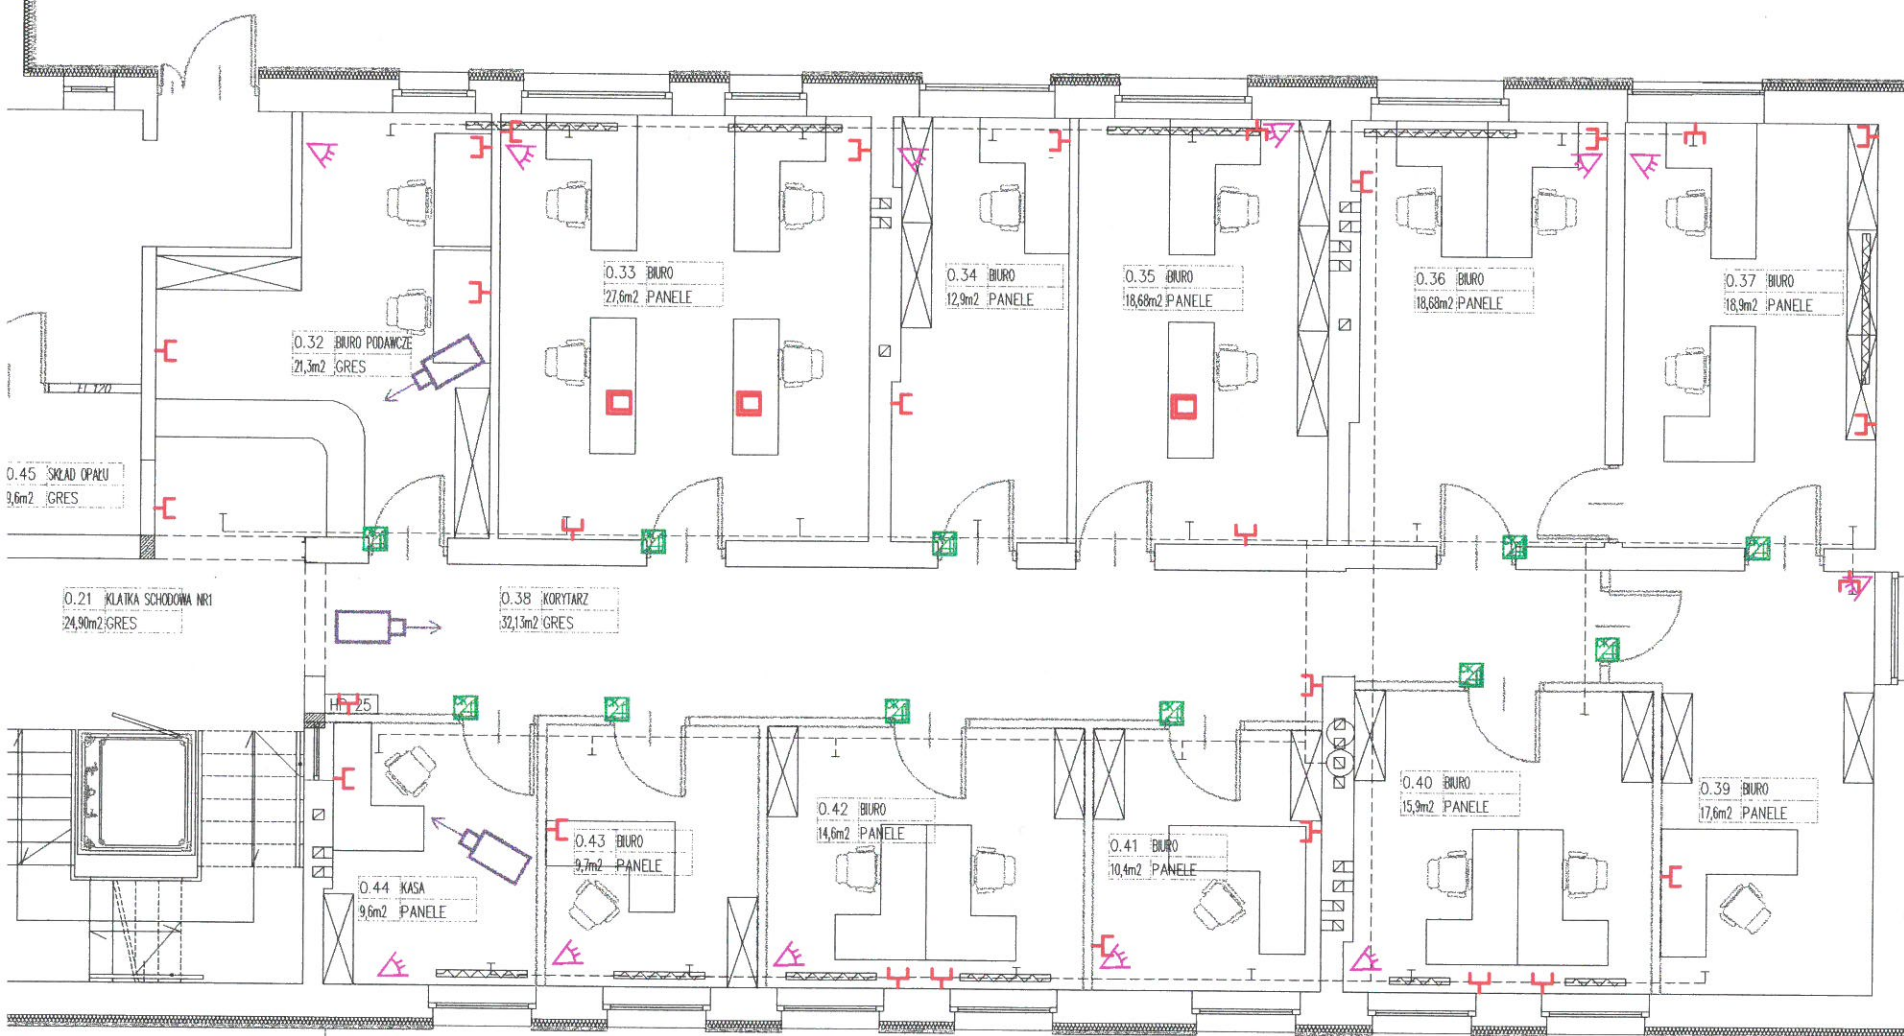 0.33 BIURO
27,6m2 PANELE
0.34 BIURO
12,9m2 PANELE
0.35 BIURO
18,68m2 PANELE
0.36 BIURO
18,68m2 PANELE
0.37 BIURO
18,9m2 PANELE
0.32 BIURO PODAWCZE
21,3m2 GRES
EI 120
0.45 SKŁAD OPAŁU
9,6m2 GRES
0.21 KLATKA SCHODOWA NR1
24,90m2 GRES
0.38 KORYTARZ
32,13m2 GRES
25
0.40 BIURO
15,9m2 PANELE
0.39 BIURO
17,6m2 PANELE
0.42 BIURO
14,6m2 PANELE
0.43 BIURO
9,7m2 PANELE
0.41 BIURO
10,4m2 PANELE
0.44 KASA
9,6m2 PANELE